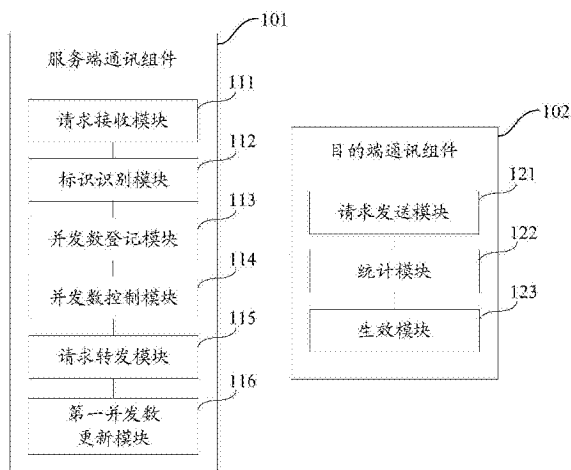 101
服务端通讯组件
111
请求接收模块
112
标识识别模块
113
并发数登记模块
114
并发数控制模块
115
请求转发模块
116
第一并发数
更新模块
102
目的端通讯组件
121
请求发送模块
122
统计模块
123
生效模块